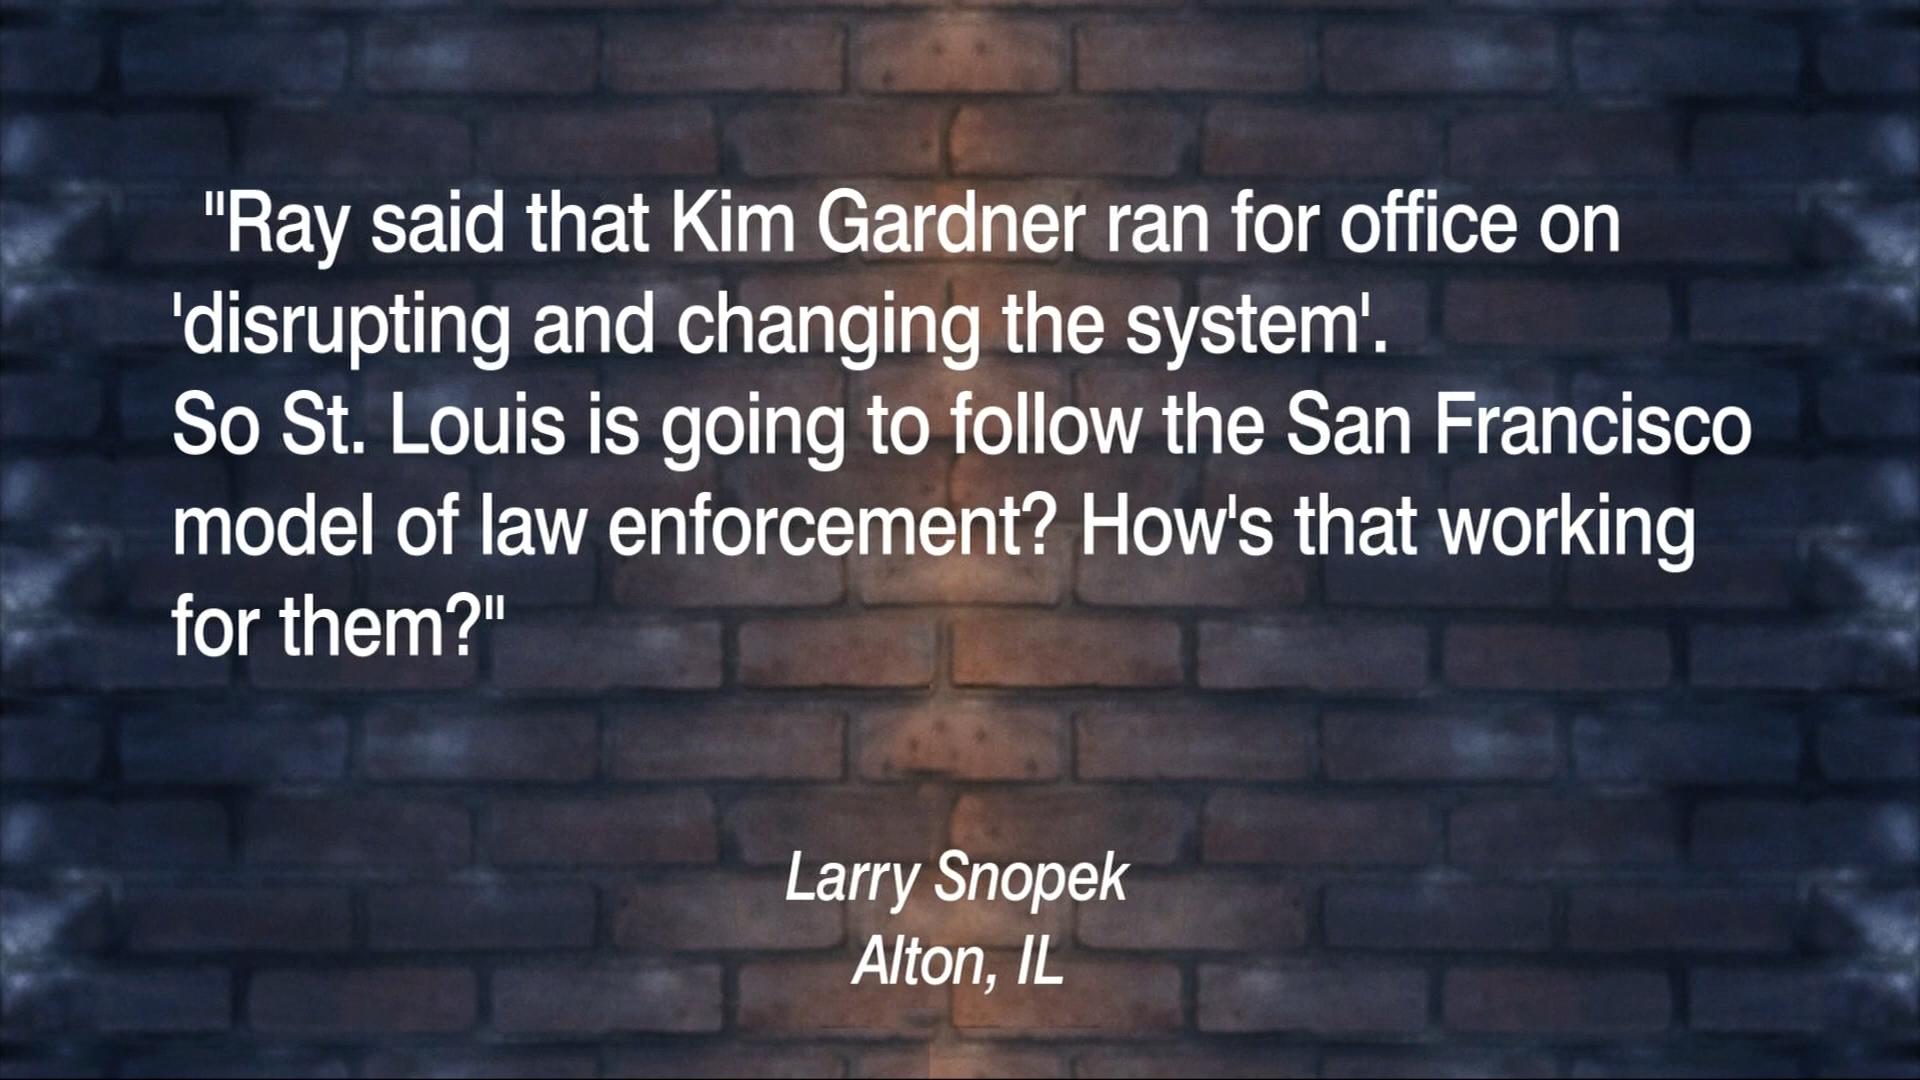 "Ray said that Kim Gardner ran for office on
'disrupting and changing the system'.
So St. Louis is going to follow the San Francisco
model of law enforcement? How's that working
for them?"
Larry Snopek
Alton, IL